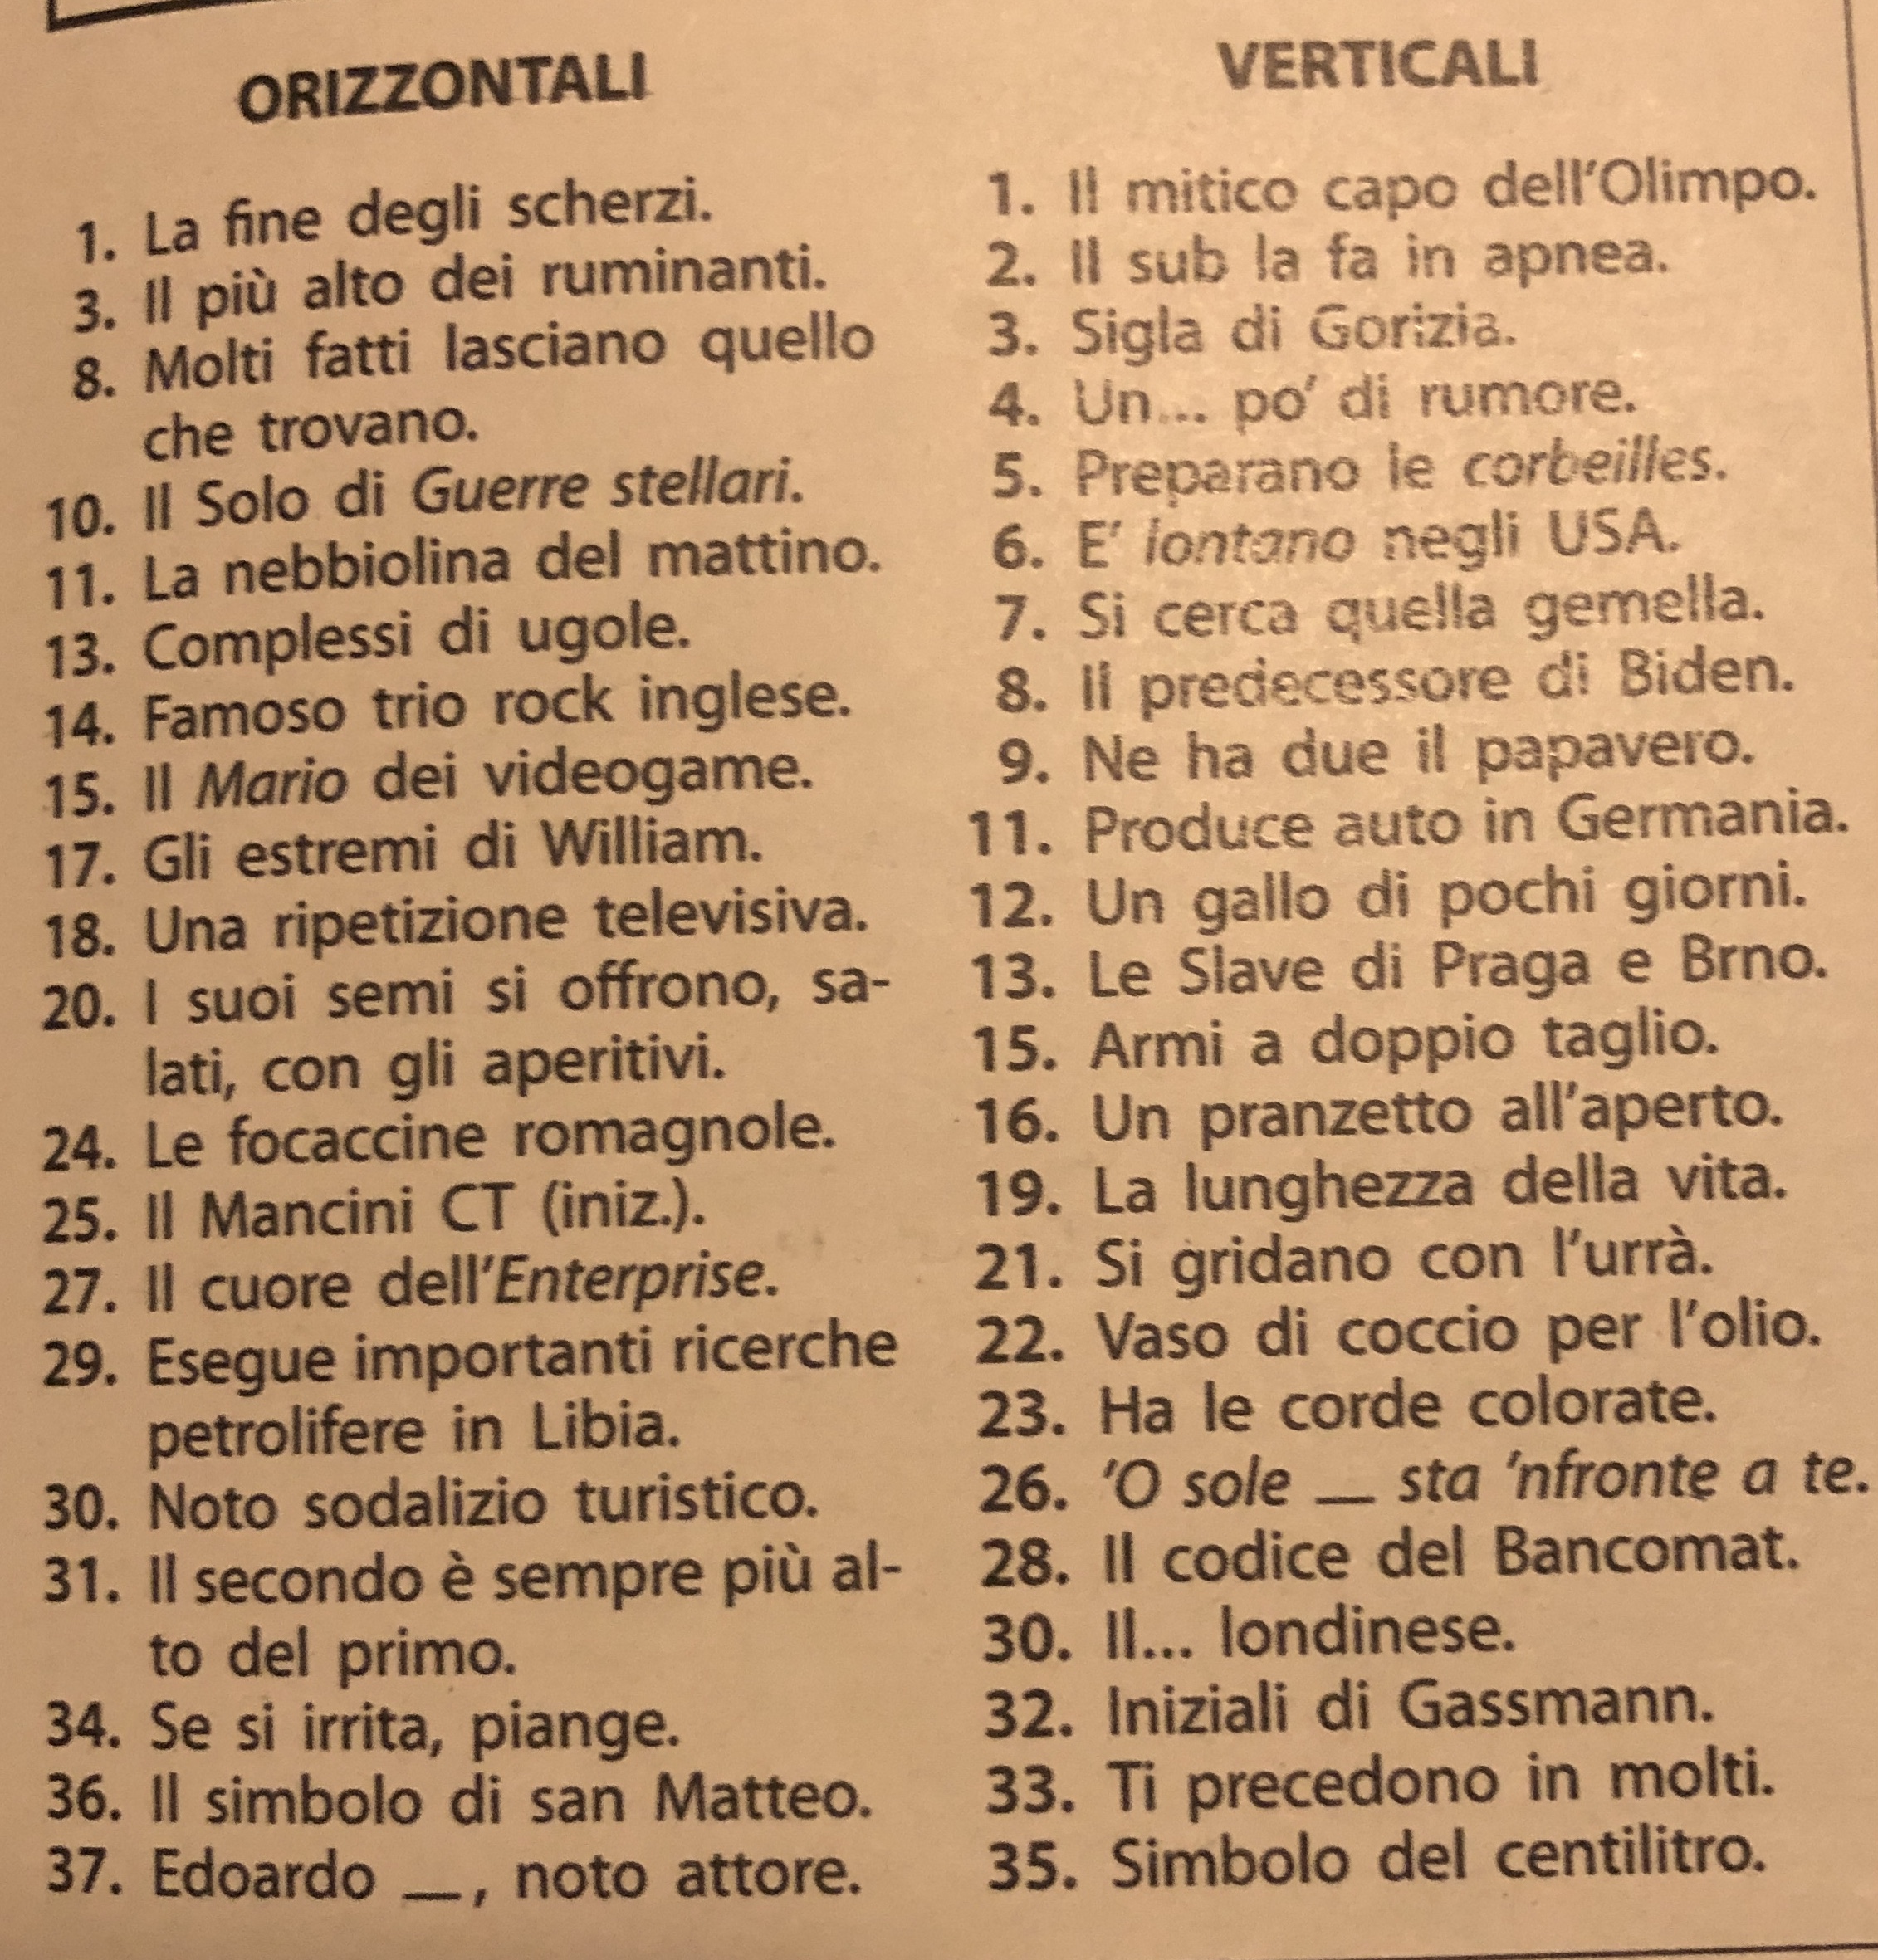 ORIZZONTALI
1. La fine degli scherzi.
3. Il più alto dei ruminanti.
8. Molti fatti lasciano quello
che trovano.
10. Il Solo di Guerre stellari.
11. La nebbiolina del mattino.
13. Complessi di ugole.
14. Famoso trio rock inglese.
15. Il Mario dei videogame.
17. Gli estremi di William.
18. Una ripetizione televisiva.
20. I suoi semi si offrono, sa-
lati, con gli aperitivi.
24. Le focaccine romagnole.
25. Il Mancini CT (iniz.).
27. Il cuore dell'Enterprise.
29. Esegue importanti ricerche
petrolifere in Libia.
30. Noto sodalizio turistico.
31. Il secondo è sempre più al-
to del primo.
34. Se si irrita, piange.
36. Il simbolo di san Matteo.
37. Edoardo __, noto attore.
VERTICALI
1. Il mitico capo dell'Olimpo.
2. Il sub la fa in apnea.
3. Sigla di Gorizia.
4. Un... po' di rumore.
5. Preparano le corbeilles.
6. E' lontano negli USA.
7. Si cerca quella gemella.
8. Il predecessore di Biden.
9. Ne ha due il papavero.
11. Produce auto in Germania.
12. Un gallo di pochi giorni.
13. Le Slave di Praga e Brno.
15. Armi a doppio taglio.
16. Un pranzetto all'aperto.
19. La lunghezza della vita.
21. Si gridano con l'urrà.
22. Vaso di coccio per l'olio.
23. Ha le corde colorate.
26. 'O sole __ sta 'nfronte a te.
28. Il codice del Bancomat.
30. Il... londinese.
32. Iniziali di Gassmann.
33. Ti precedono in molti.
35. Simbolo del centilitro.